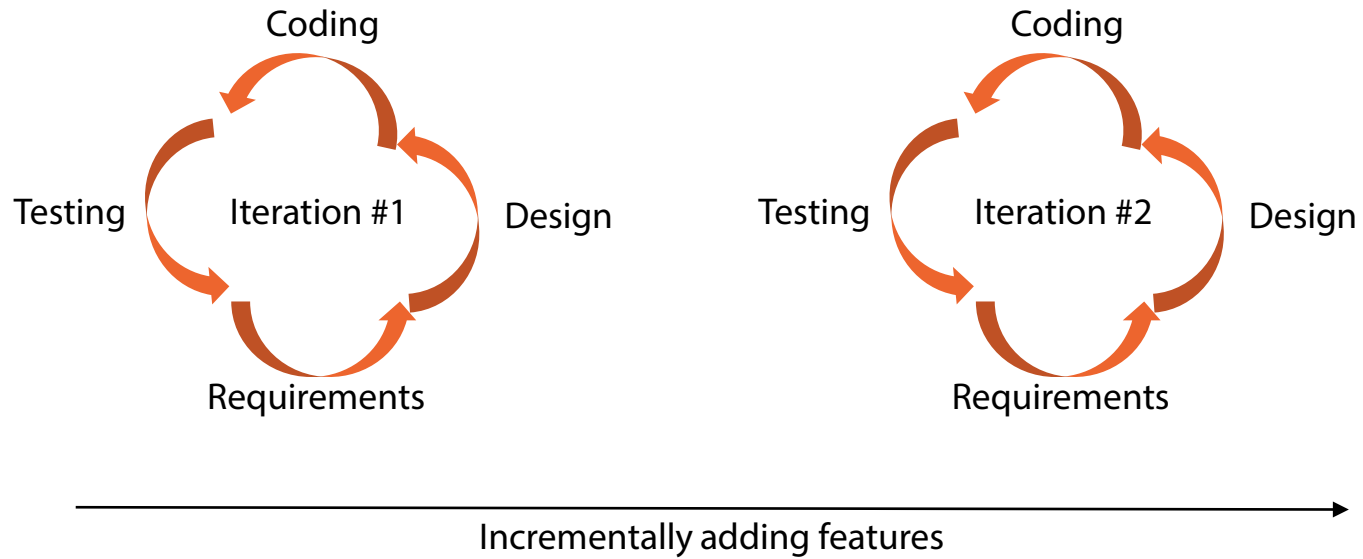 Coding
Coding
Testing
Iteration #1
Design
Testing
Iteration #2
Design
Requirements
Requirements
Incrementally adding features